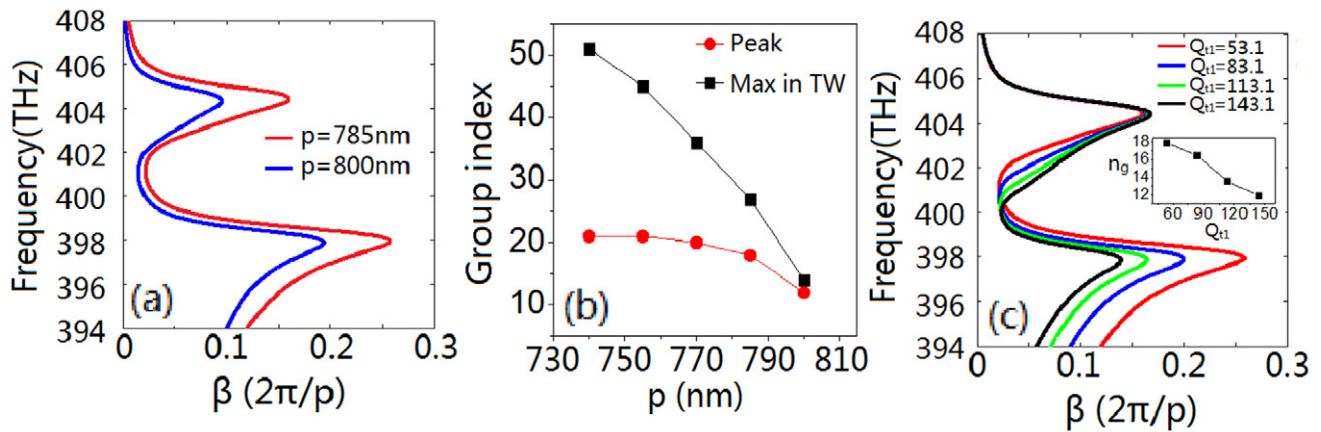 408
406
404
402
400
398
396
394
Frequency(THz)
p=785nm
p=800nm
(a)
0
0.1
0.2
0.3
β (2π/p)
50
40
30
20
10
Group index
Peak
Max in TW
(b)
730
750
770
790
810
p (nm)
408
406
404
402
400
398
396
394
Frequency(THz)
(c)
Qt1=53.1
Qt1=83.1
Qt1=113.1
Qt1=143.1
18
16
14
12
ng
60 90 120 150
Qt1
0
0.1
0.2
0.3
β (2π/p)